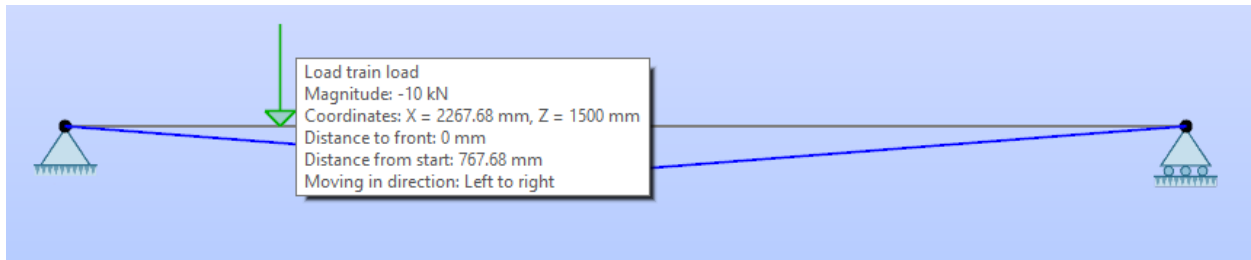 Load train load
Magnitude: -10 kN
Coordinates: X = 2267.68 mm, Z = 1500 mm
Distance to front: 0 mm
Distance from start: 767.68 mm
Moving in direction: Left to right